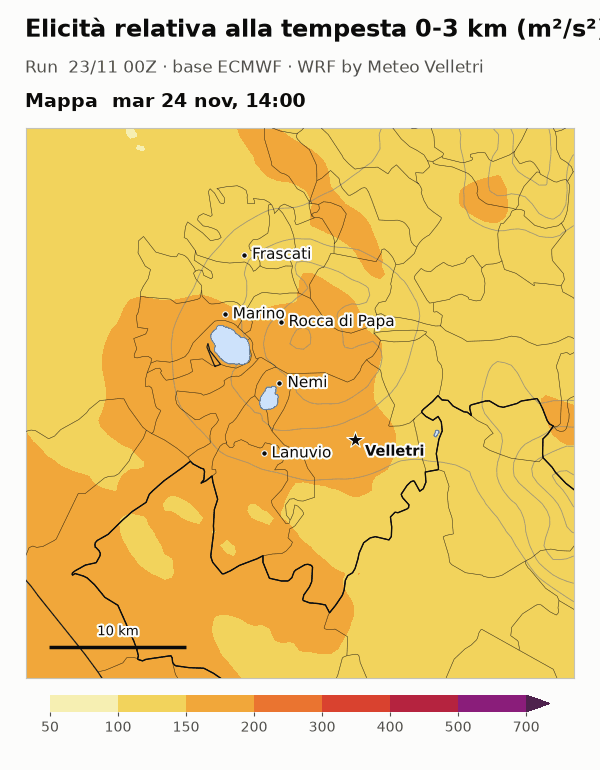 Elicità relativa alla tempesta 0-3 km (m²/s²)
Run  23/11 00Z · base ECMWF · WRF by Meteo Velletri
Mappa  mar 24 nov, 14:00
Frascati
Marino
Rocca di Papa
Nemi
Velletri
Lanuvio
10 km
50 100 150 200 300 400 500 700